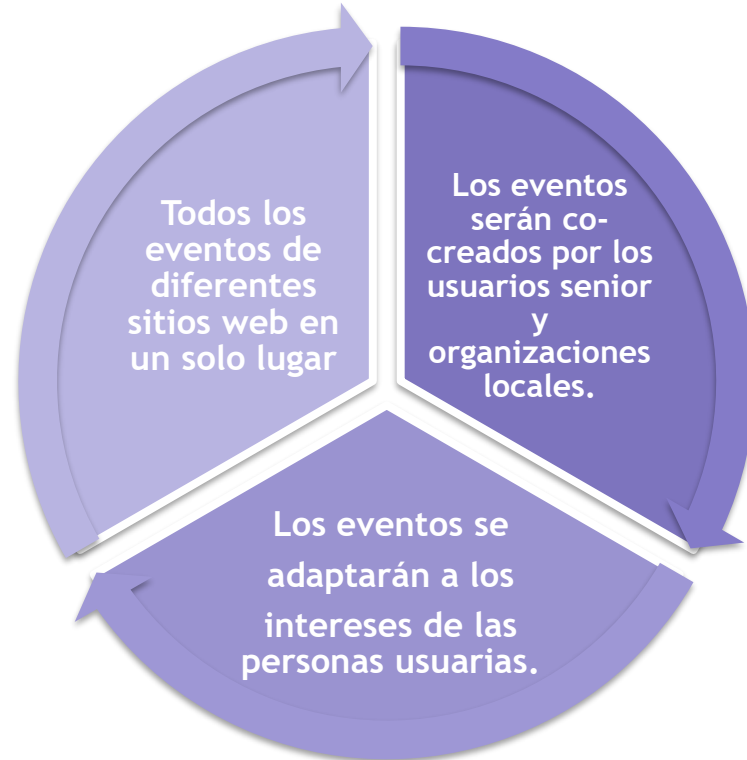 Todos los
eventos de
diferentes
sitios web en
un solo lugar
Los eventos
serán co-
creados por los
usuarios senior
y
organizaciones
locales.
Los eventos se
adaptarán a los
intereses de las
personas usuarias.